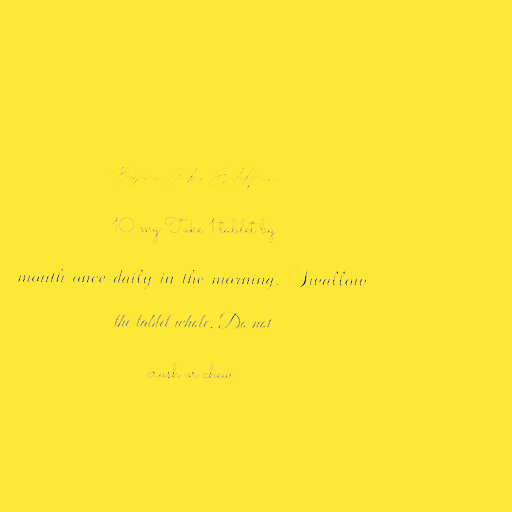 10 mg Take 1 tablet by
mouth once daily in the morning. Swallow
the tablet whole. Do not
crush or chew